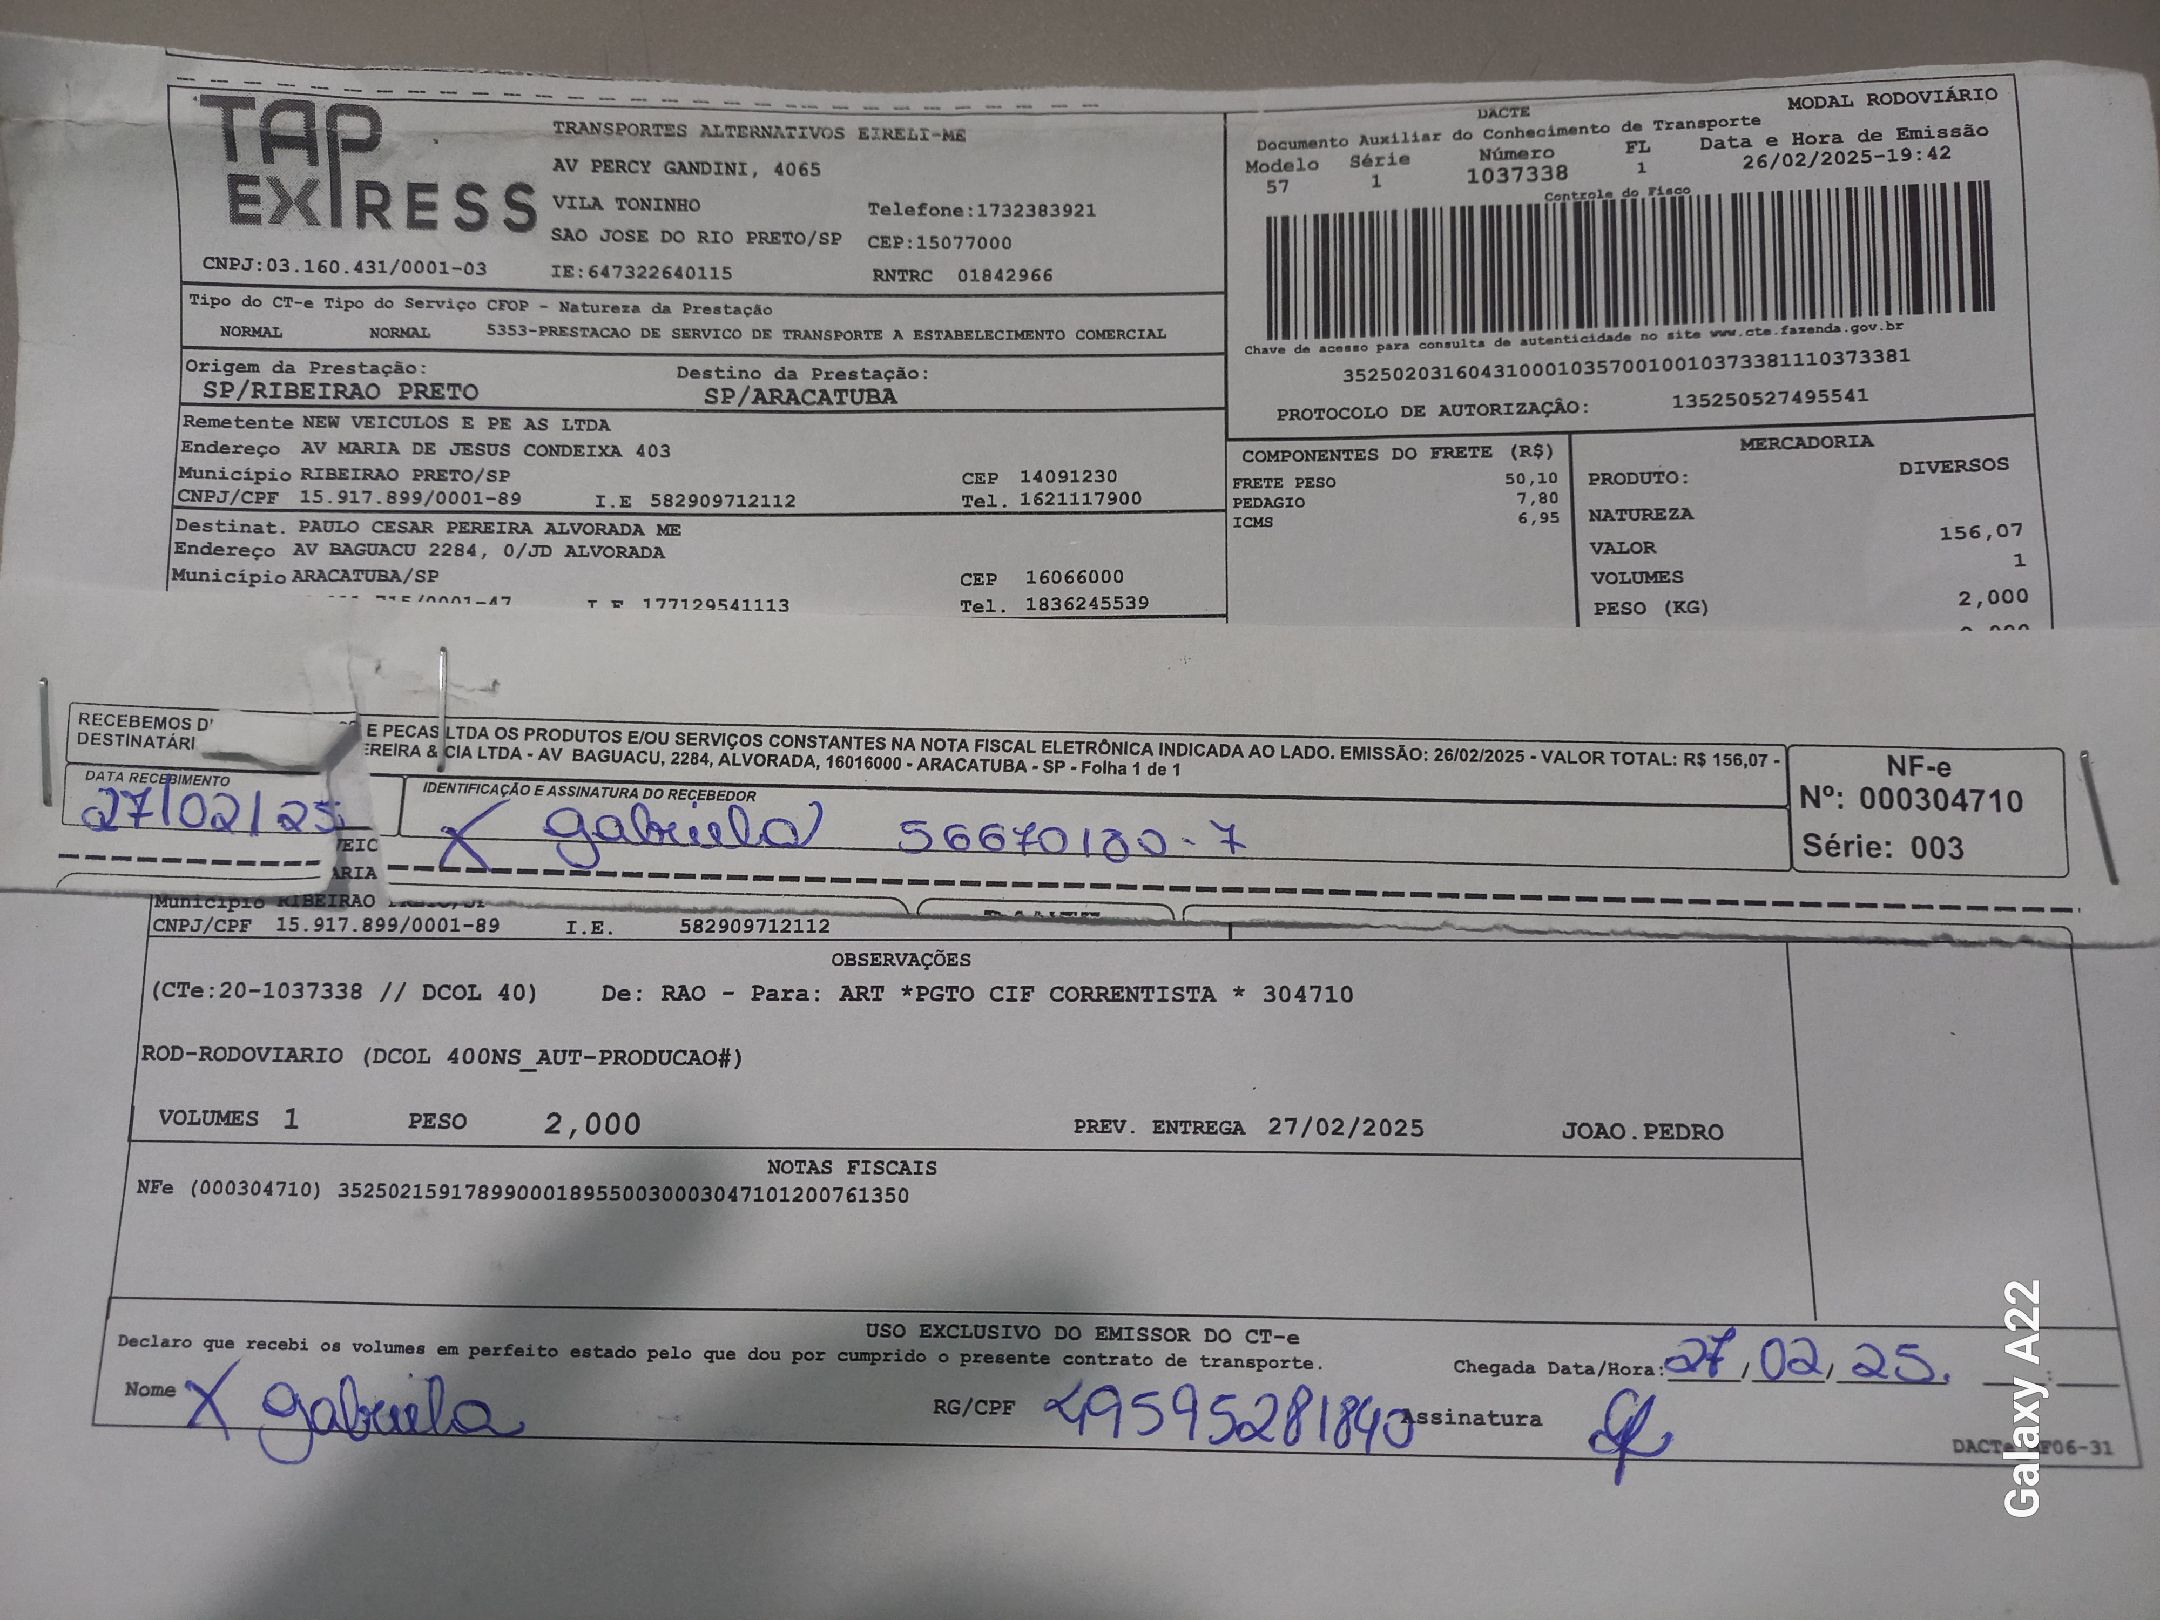 TAP EXPRESS
TRANSPORTES ALTERNATIVOS EIRELI-ME
AV PERCY GANDINI, 4065
VILA TONINHO Telefone:1732383921
SAO JOSE DO RIO PRETO/SP CEP:15077000
CNPJ:03.160.431/0001-03 IE:647322640115 RNTRC 01842966
DACTE MODAL RODOVIÁRIO
Documento Auxiliar do Conhecimento de Transporte
Modelo Série Número FL Data e Hora de Emissão
57 1 1037338 1 26/02/2025-19:42
Controle do Fisco
Chave de acesso para consulta de autenticidade no site www.cte.fazenda.gov.br
35250203160431000103570010010373381110373381
PROTOCOLO DE AUTORIZAÇÃO: 135250527495541
Tipo do CT-e Tipo do Serviço CFOP - Natureza da Prestação
NORMAL NORMAL 5353-PRESTACAO DE SERVICO DE TRANSPORTE A ESTABELECIMENTO COMERCIAL
Origem da Prestação: Destino da Prestação:
SP/RIBEIRAO PRETO SP/ARACATUBA
Remetente NEW VEICULOS E PE AS LTDA
Endereço AV MARIA DE JESUS CONDEIXA 403
Município RIBEIRAO PRETO/SP CEP 14091230
CNPJ/CPF 15.917.899/0001-89 I.E 582909712112 Tel. 1621117900
Destinat. PAULO CESAR PEREIRA ALVORADA ME
Endereço AV BAGUACU 2284, 0/JD ALVORADA
Município ARACATUBA/SP CEP 16066000
715/0001-47 I.E 177129541113 Tel. 1836245539
COMPONENTES DO FRETE (R$)
FRETE PESO 50,10
PEDAGIO 7,80
ICMS 6,95
MERCADORIA
PRODUTO: DIVERSOS
NATUREZA
VALOR 156,07
VOLUMES 1
PESO (KG) 2,000
RECEBEMOS D E PECAS LTDA OS PRODUTOS E/OU SERVIÇOS CONSTANTES NA NOTA FISCAL ELETRÔNICA INDICADA AO LADO. EMISSÃO: 26/02/2025 - VALOR TOTAL: R$ 156,07 -
DESTINATÁRI EREIRA & CIA LTDA - AV BAGUACU, 2284, ALVORADA, 16016000 - ARACATUBA - SP - Folha 1 de 1
DATA RECEBIMENTO IDENTIFICAÇÃO E ASSINATURA DO RECEBEDOR
27/02/25 X gabriela 56670180-7
NF-e
Nº: 000304710
Série: 003
VEIC
ARIA
Município RIBEIRAO
CNPJ/CPF 15.917.899/0001-89 I.E. 582909712112
OBSERVAÇÕES
(CTe:20-1037338 // DCOL 40) De: RAO - Para: ART *PGTO CIF CORRENTISTA * 304710
ROD-RODOVIARIO (DCOL 400NS_AUT-PRODUCAO#)
VOLUMES 1 PESO 2,000 PREV. ENTREGA 27/02/2025 JOAO.PEDRO
NOTAS FISCAIS
NFe (000304710) 35250215917899000189550030003047101200761350
USO EXCLUSIVO DO EMISSOR DO CT-e
Declaro que recebi os volumes em perfeito estado pelo que dou por cumprido o presente contrato de transporte. Chegada Data/Hora: 27/02/25. :
Nome X gabriela RG/CPF 49595281840 Assinatura
F06-31
Galaxy A22